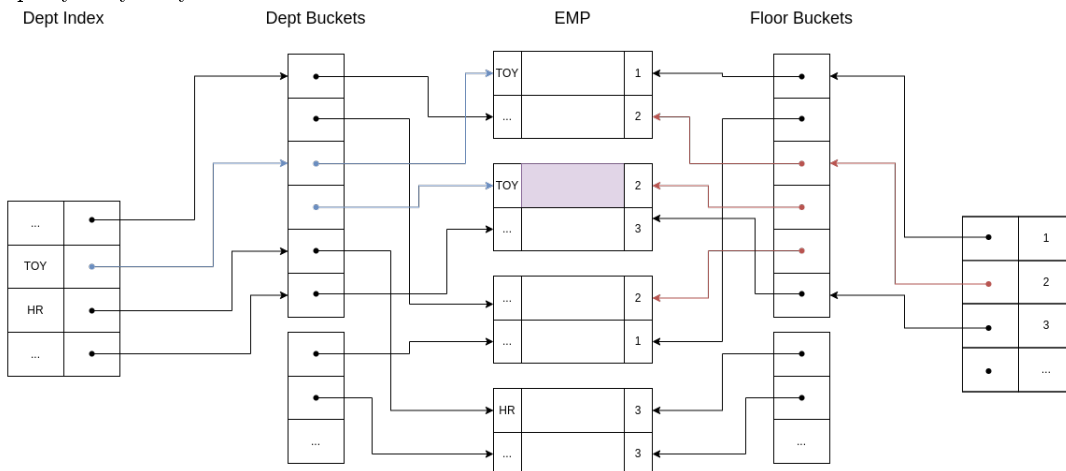 Dept Index Dept Buckets EMP Floor Buckets
TOY 1
... 2
TOY 2
... 3
...
TOY
HR
...
... 2
... 1
HR 3
... 3
...
...
1
2
3
...